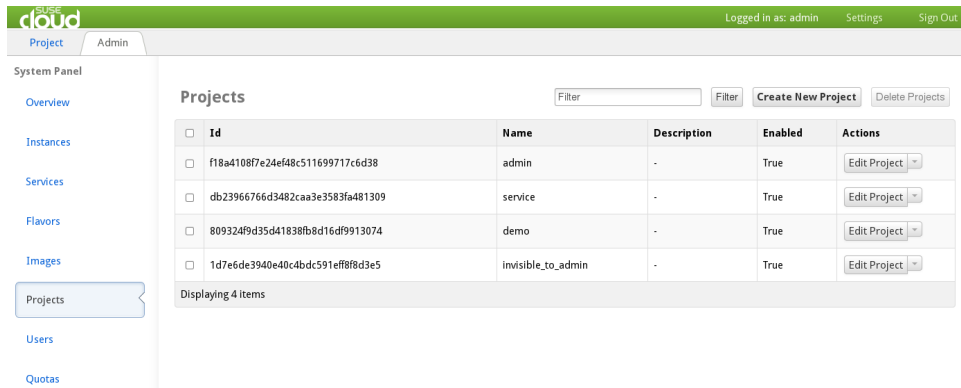 SUSE
cloud
Logged in as: admin Settings Sign Out
Project Admin
System Panel
Overview
Instances
Services
Flavors
Images
Projects
Users
Quotas
Projects
Filter Filter Create New Project Delete Projects
Id Name Description Enabled Actions
f18a4108f7e24ef48c511699717c6d38 admin - True Edit Project
db23966766d3482caa3e3583fa481309 service - True Edit Project
809324f9d35d41838fb8d16df9913074 demo - True Edit Project
1d7e6de3940e40c4bdc591eff8f8d3e5 invisible_to_admin - True Edit Project
Displaying 4 items